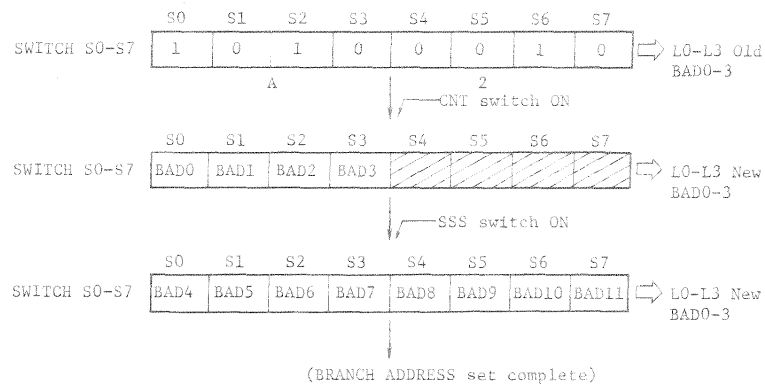 S0 S1 S2 S3 S4 S5 S6 S7
SWITCH S0-S7 1 0 1 0 0 0 1 0 L0-L3 Old
BAD0-3
A 2
CNT switch ON
S0 S1 S2 S3 S4 S5 S6 S7
SWITCH S0-S7 BAD0 BAD1 BAD2 BAD3 L0-L3 New
BAD0-3
SSS switch ON
S0 S1 S2 S3 S4 S5 S6 S7
SWITCH S0-S7 BAD4 BAD5 BAD6 BAD7 BAD8 BAD9 BAD10 BAD11 L0-L3 New
BAD0-3
(BRANCH ADDRESS set complete)